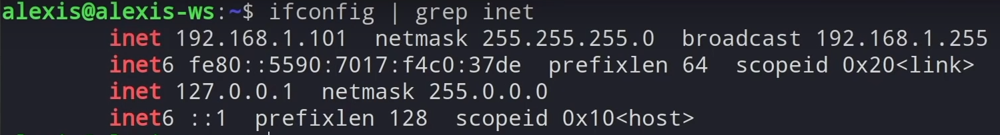 alexis@alexis-ws:~$ ifconfig | grep inet
inet 192.168.1.101 netmask 255.255.255.0 broadcast 192.168.1.255
inet6 fe80::5590:7017:f4c0:37de prefixlen 64 scopeid 0x20<link>
inet 127.0.0.1 netmask 255.0.0.0
inet6 ::1 prefixlen 128 scopeid 0x10<host>